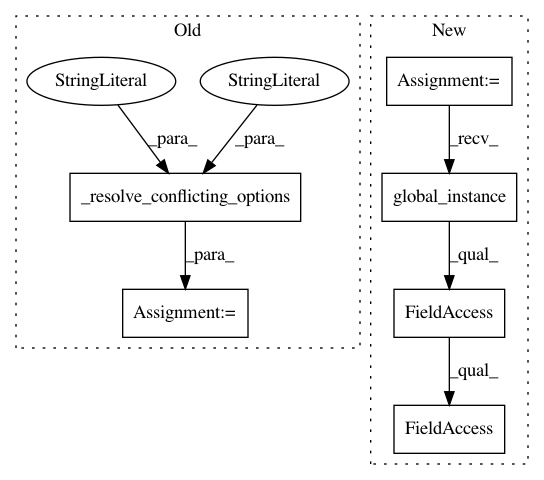 Old
New
StringLiteral
StringLiteral
Assignment:=
_para_
_para_
_recv_
_resolve_conflicting_options
global_instance
_para_
_qual_
Assignment:=
FieldAccess
_qual_
FieldAccess